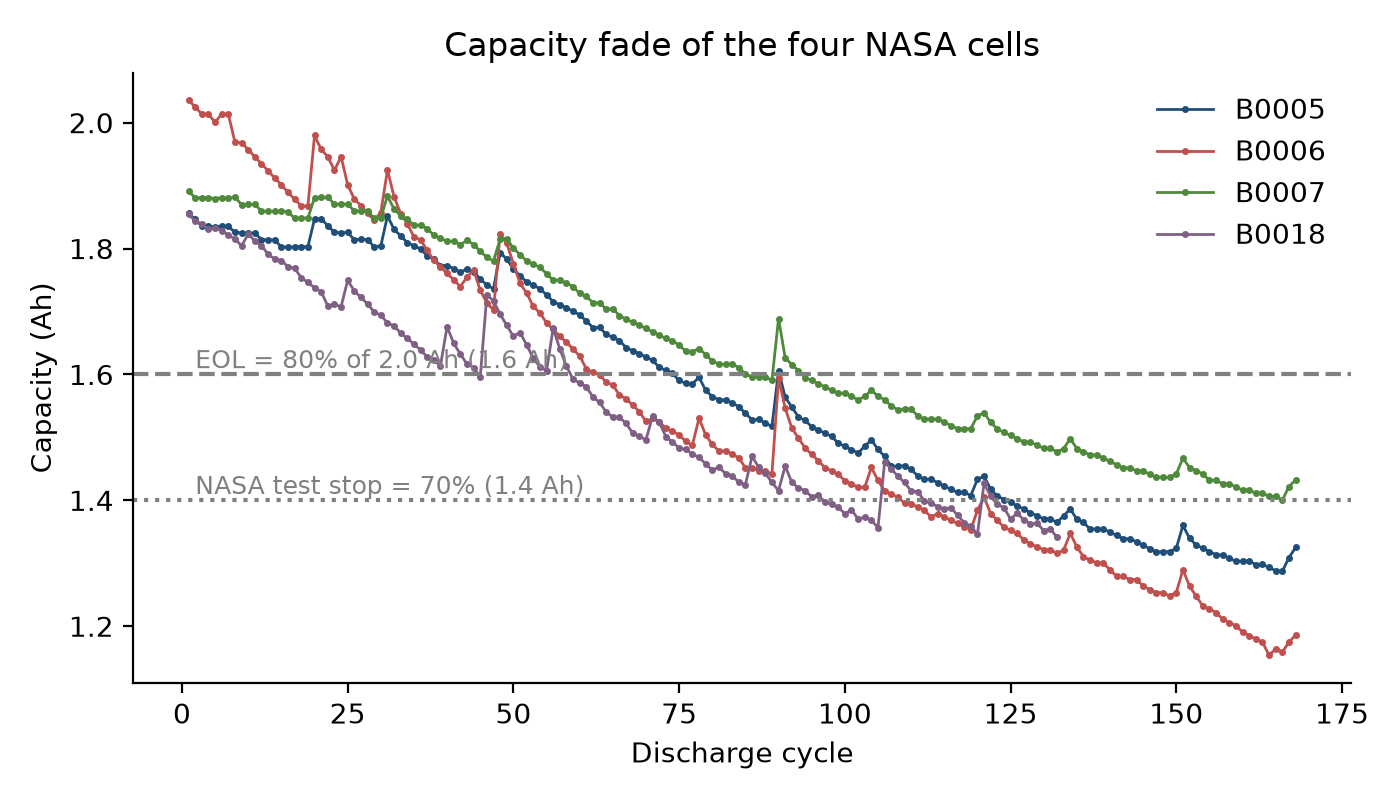 Capacity fade of the four NASA cells
B0005
B0006
B0007
B0018
EOL = 80% of 2.0 Ah (1.6 Ah)
NASA test stop = 70% (1.4 Ah)
Capacity (Ah)
2.0
1.8
1.6
1.4
1.2
0 25 50 75 100 125 150 175
Discharge cycle